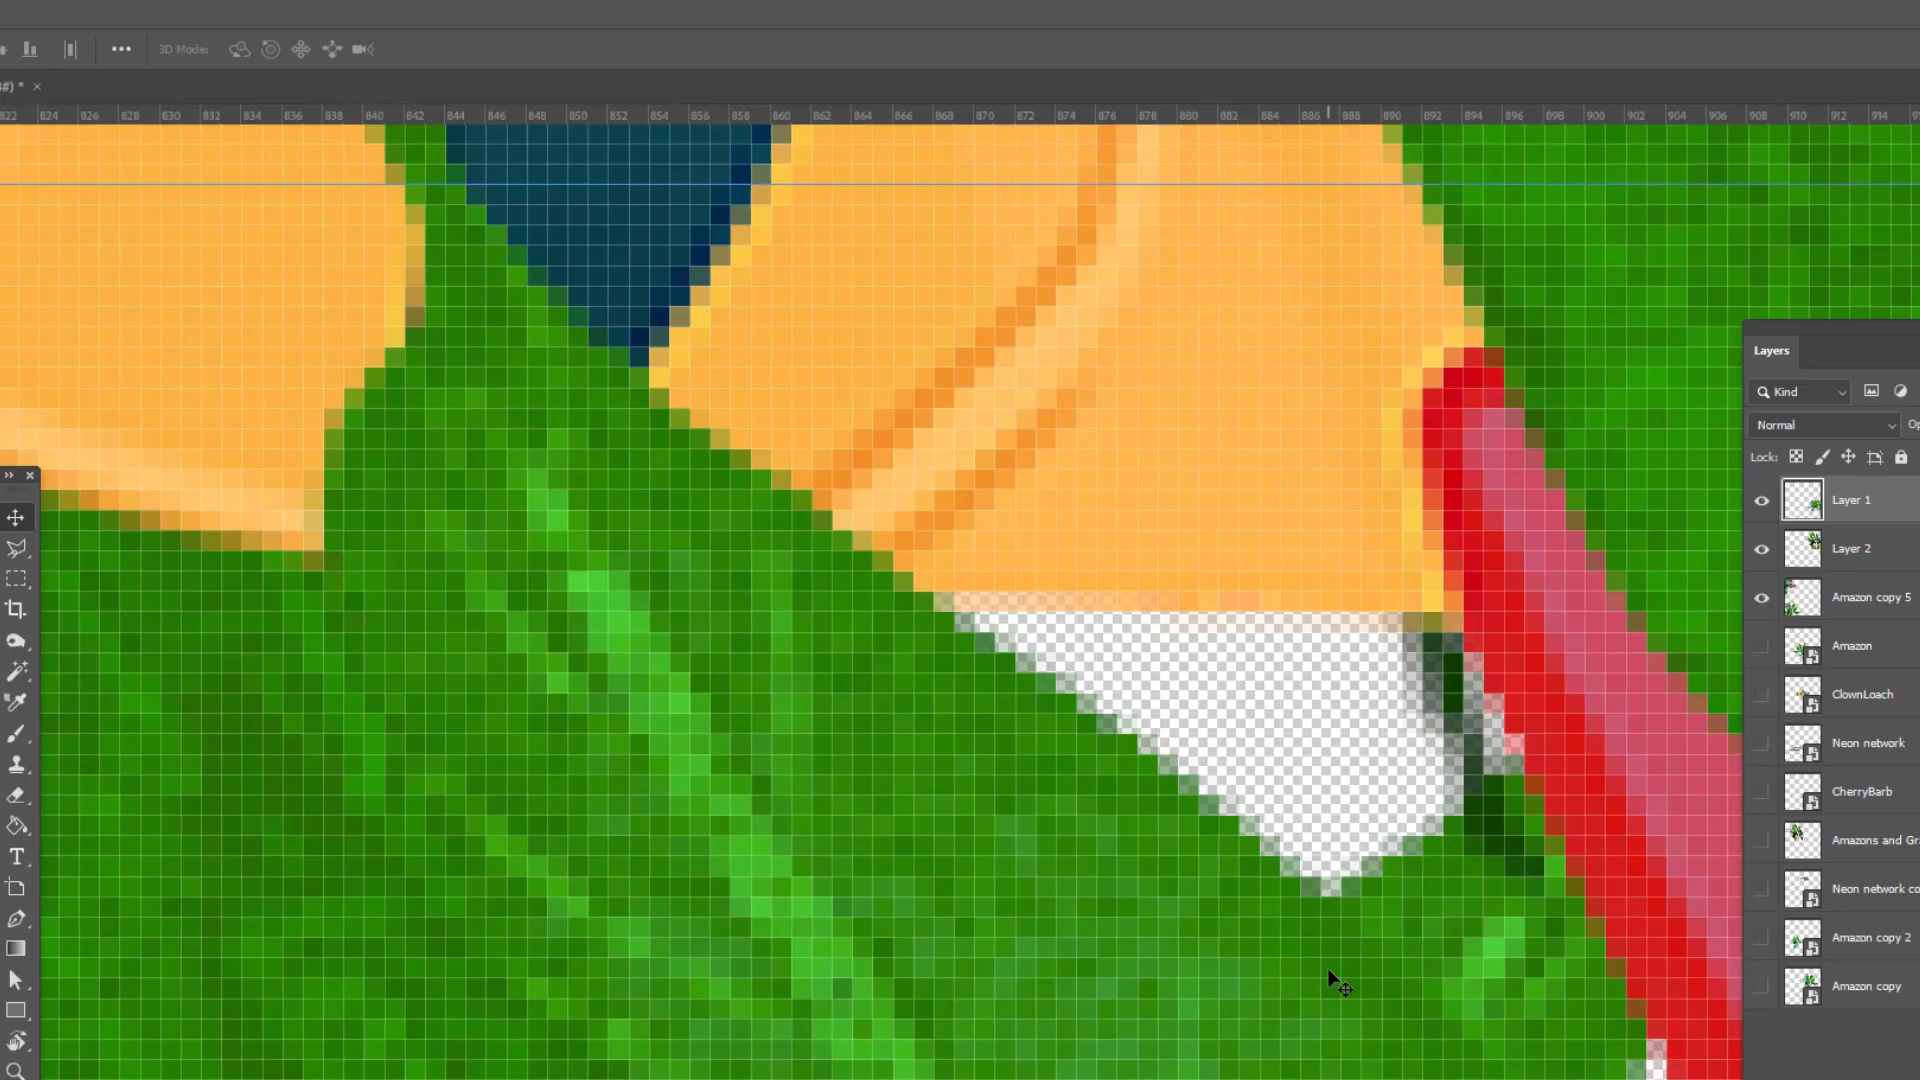 3D Mode:
#) * ×
822 824 826 828 830 832 834 836 838 840 842 844 846 848 850 852 854 856 858 860 862 864 866 868 870 872 874 876 878 880 882 884 886 888 890 892 894 896 898 900 902 904 906 908 910 912 914
Layers
Kind
Normal
Lock:
Layer 1
Layer 2
Amazon copy 5
Amazon
ClownLoach
Neon network
CherryBarb
Amazons and Gr
Neon network co
Amazon copy 2
Amazon copy